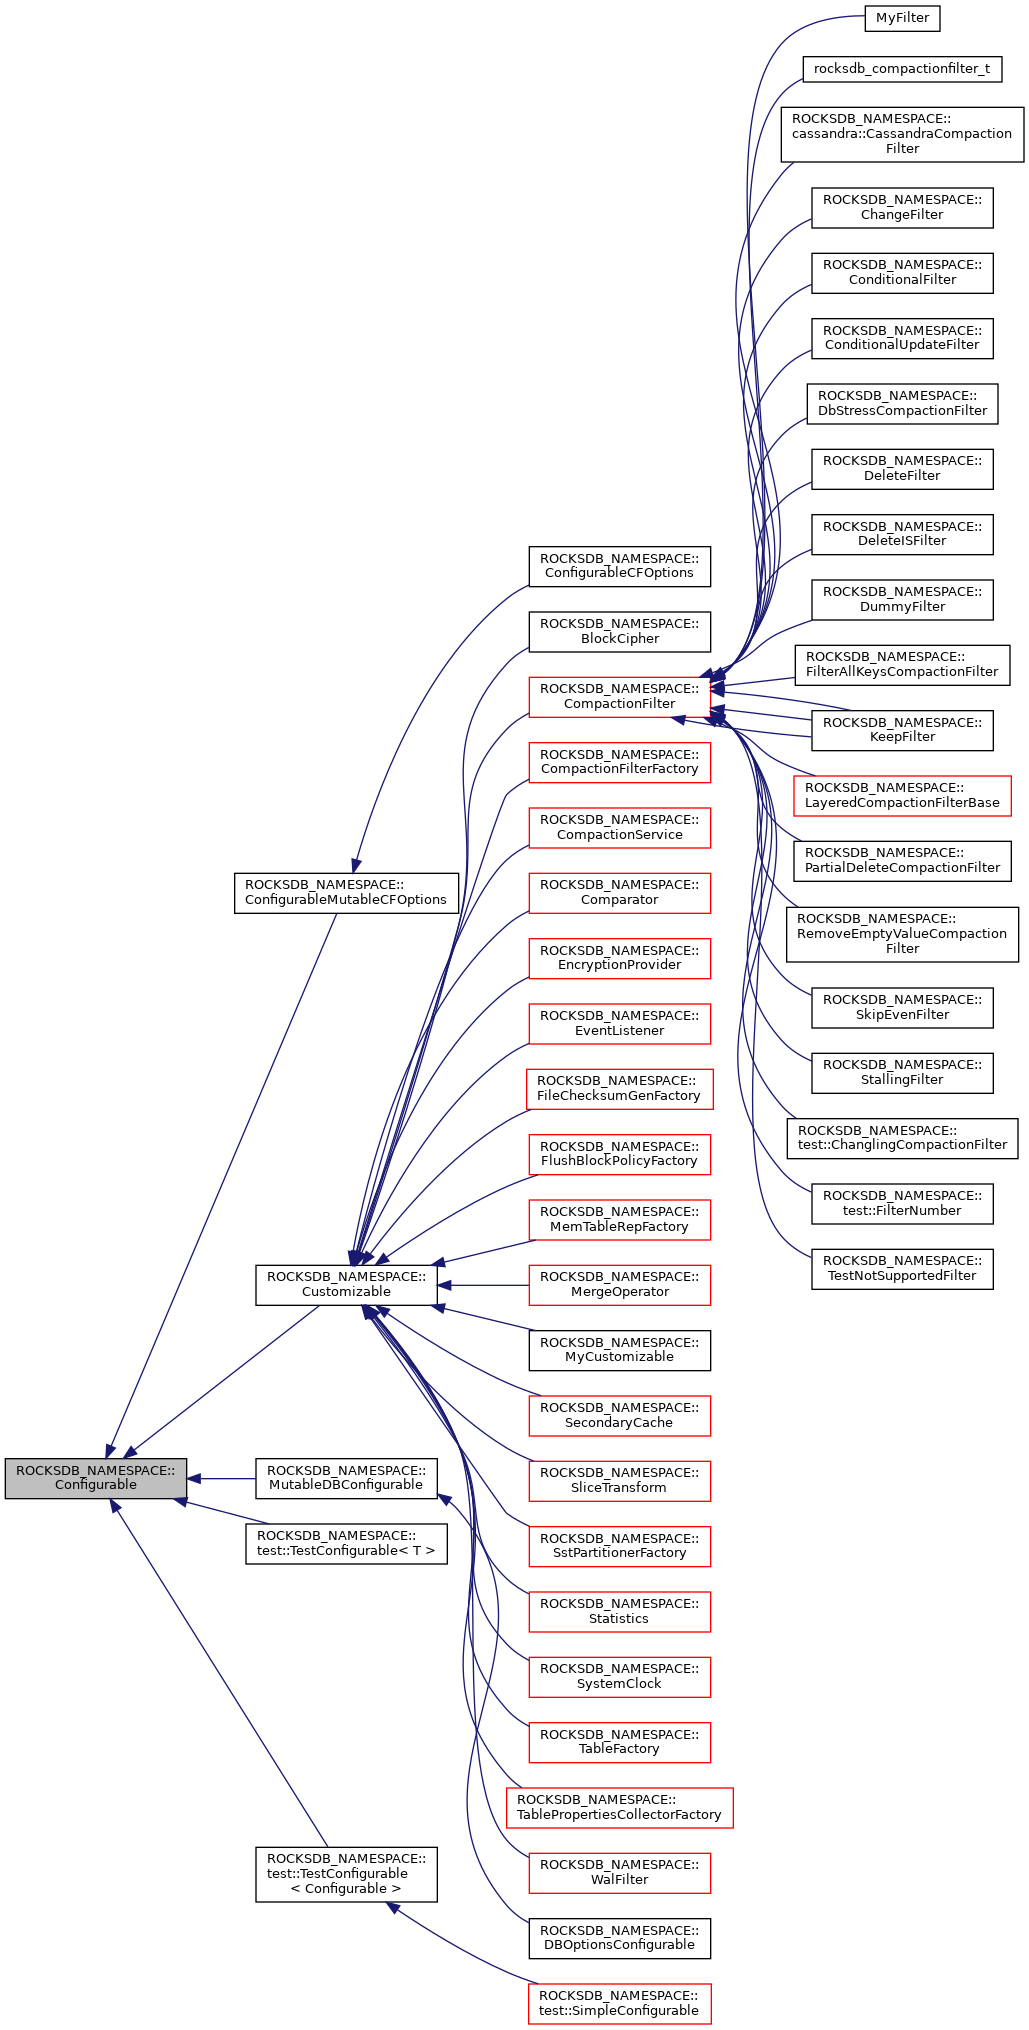 MyFilter
rocksdb_compactionfilter_t
ROCKSDB_NAMESPACE::
cassandra::CassandraCompaction
Filter
ROCKSDB_NAMESPACE::
ChangeFilter
ROCKSDB_NAMESPACE::
ConditionalFilter
ROCKSDB_NAMESPACE::
ConditionalUpdateFilter
ROCKSDB_NAMESPACE::
DbStressCompactionFilter
ROCKSDB_NAMESPACE::
DeleteFilter
ROCKSDB_NAMESPACE::
DeleteISFilter
ROCKSDB_NAMESPACE::
DummyFilter
ROCKSDB_NAMESPACE::
FilterAllKeysCompactionFilter
ROCKSDB_NAMESPACE::
KeepFilter
ROCKSDB_NAMESPACE::
LayeredCompactionFilterBase
ROCKSDB_NAMESPACE::
PartialDeleteCompactionFilter
ROCKSDB_NAMESPACE::
RemoveEmptyValueCompaction
Filter
ROCKSDB_NAMESPACE::
SkipEvenFilter
ROCKSDB_NAMESPACE::
StallingFilter
ROCKSDB_NAMESPACE::
test::ChanglingCompactionFilter
ROCKSDB_NAMESPACE::
test::FilterNumber
ROCKSDB_NAMESPACE::
TestNotSupportedFilter
ROCKSDB_NAMESPACE::
ConfigurableCFOptions
ROCKSDB_NAMESPACE::
BlockCipher
ROCKSDB_NAMESPACE::
CompactionFilter
ROCKSDB_NAMESPACE::
CompactionFilterFactory
ROCKSDB_NAMESPACE::
CompactionService
ROCKSDB_NAMESPACE::
Comparator
ROCKSDB_NAMESPACE::
EncryptionProvider
ROCKSDB_NAMESPACE::
EventListener
ROCKSDB_NAMESPACE::
FileChecksumGenFactory
ROCKSDB_NAMESPACE::
FlushBlockPolicyFactory
ROCKSDB_NAMESPACE::
MemTableRepFactory
ROCKSDB_NAMESPACE::
MergeOperator
ROCKSDB_NAMESPACE::
MyCustomizable
ROCKSDB_NAMESPACE::
SecondaryCache
ROCKSDB_NAMESPACE::
SliceTransform
ROCKSDB_NAMESPACE::
SstPartitionerFactory
ROCKSDB_NAMESPACE::
Statistics
ROCKSDB_NAMESPACE::
SystemClock
ROCKSDB_NAMESPACE::
TableFactory
ROCKSDB_NAMESPACE::
TablePropertiesCollectorFactory
ROCKSDB_NAMESPACE::
WalFilter
ROCKSDB_NAMESPACE::
DBOptionsConfigurable
ROCKSDB_NAMESPACE::
test::SimpleConfigurable
ROCKSDB_NAMESPACE::
ConfigurableMutableCFOptions
ROCKSDB_NAMESPACE::
Customizable
ROCKSDB_NAMESPACE::
MutableDBConfigurable
ROCKSDB_NAMESPACE::
test::TestConfigurable< T >
ROCKSDB_NAMESPACE::
test::TestConfigurable
< Configurable >
ROCKSDB_NAMESPACE::
Configurable